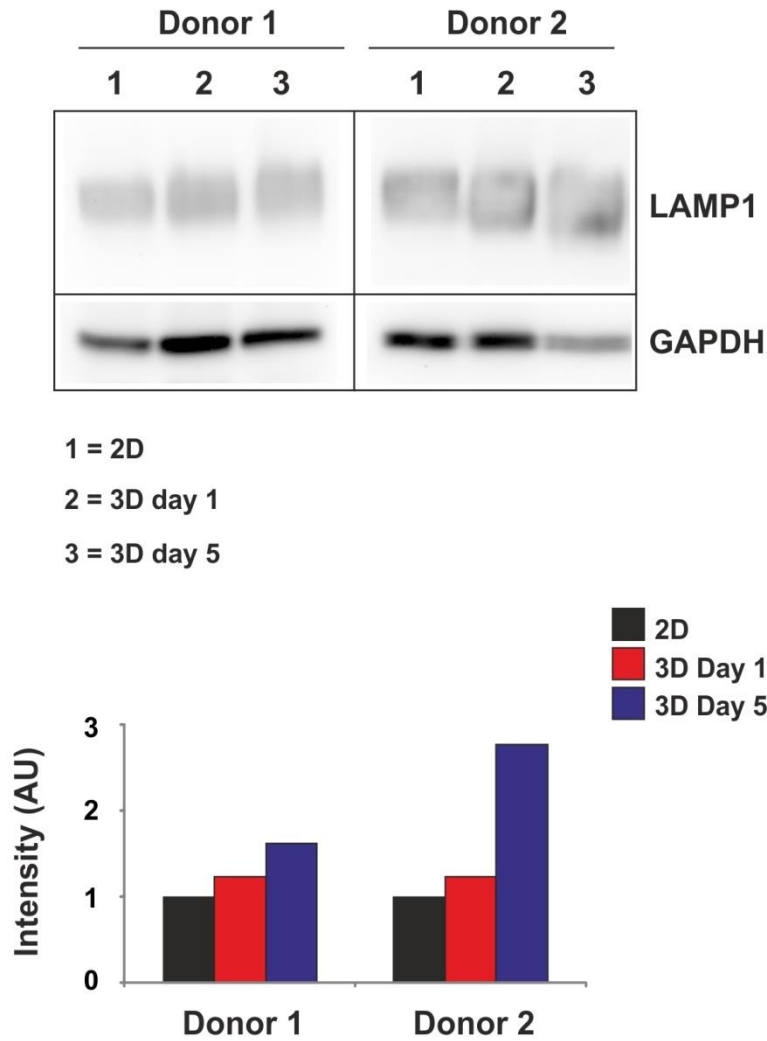 Donor 1 Donor 2
1 2 3 1 2 3
LAMP1
GAPDH
1 = 2D
2 = 3D day 1
3 = 3D day 5
2D
3D Day 1
3D Day 5
Intensity (AU)
3
2
1
0
Donor 1 Donor 2